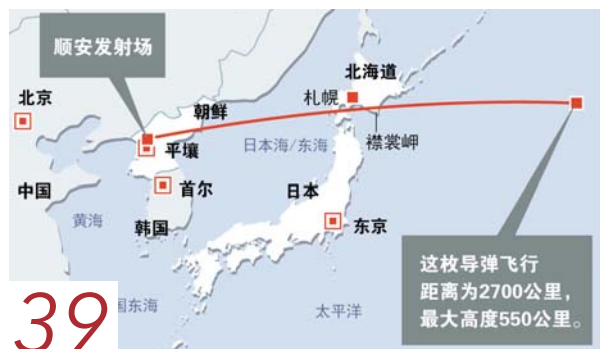 顺安发射场
北京
北海道
札幌
朝鲜
襟裳岬
平壤
日本海/东海
中国
首尔
日本
黄海
韩国
东京
这枚导弹飞行
距离为2700公里，
最大高度550公里。
国东海
太平洋
39